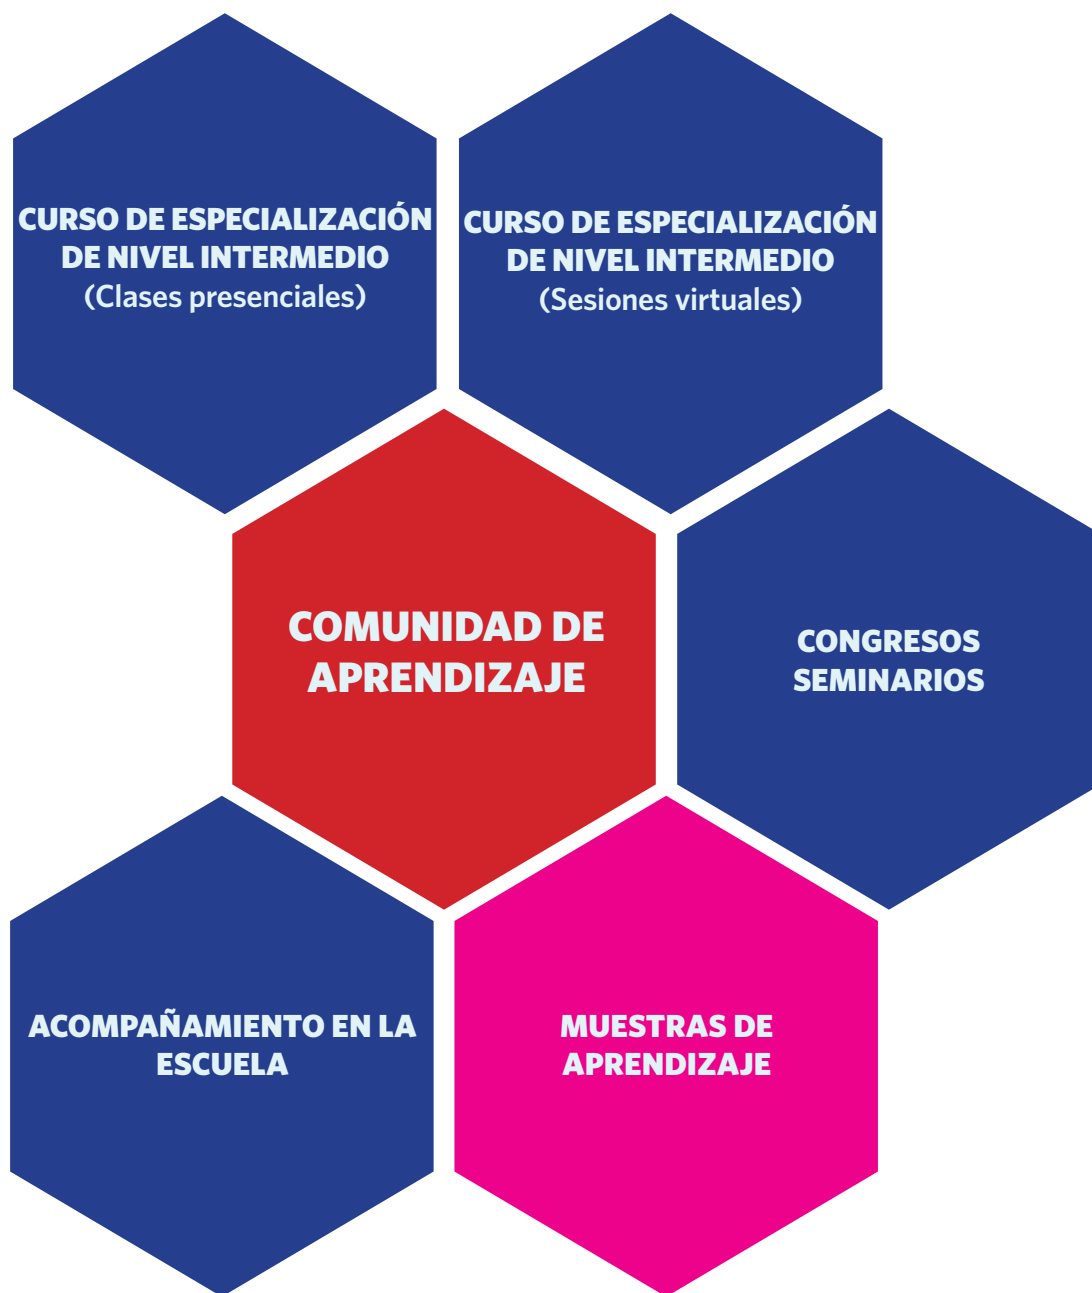 CURSO DE ESPECIALIZACIÓN
DE NIVEL INTERMEDIO
(Clases presenciales)
CURSO DE ESPECIALIZACIÓN
DE NIVEL INTERMEDIO
(Sesiones virtuales)
COMUNIDAD DE
APRENDIZAJE
CONGRESOS
SEMINARIOS
ACOMPAÑAMIENTO EN LA
ESCUELA
MUESTRAS DE
APRENDIZAJE